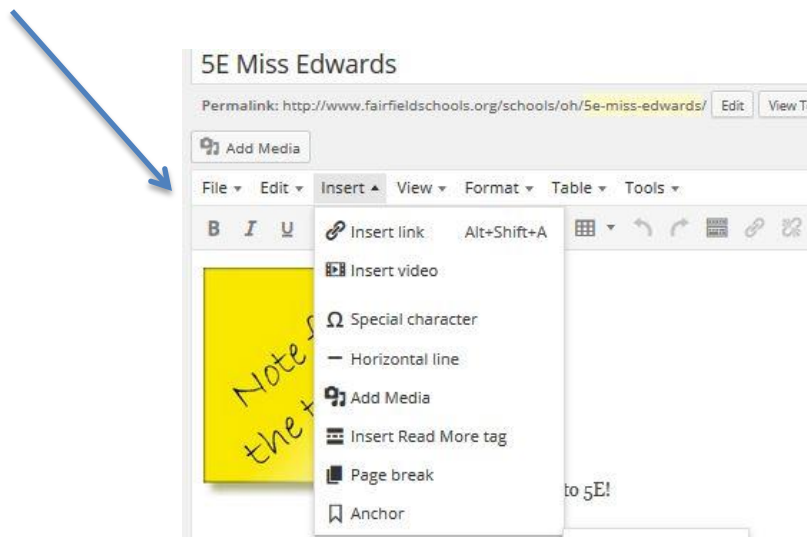 5E Miss Edwards
Permalink: http://www.fairfieldschools.org/schools/oh/5e-miss-edwards/ Edit View T
Add Media
File Edit Insert View Format Table Tools
B I U
Insert link Alt+Shift+A
Insert video
Ω Special character
Horizontal line
Add Media
Insert Read More tag
Page break
Anchor
Note
the
to 5E!